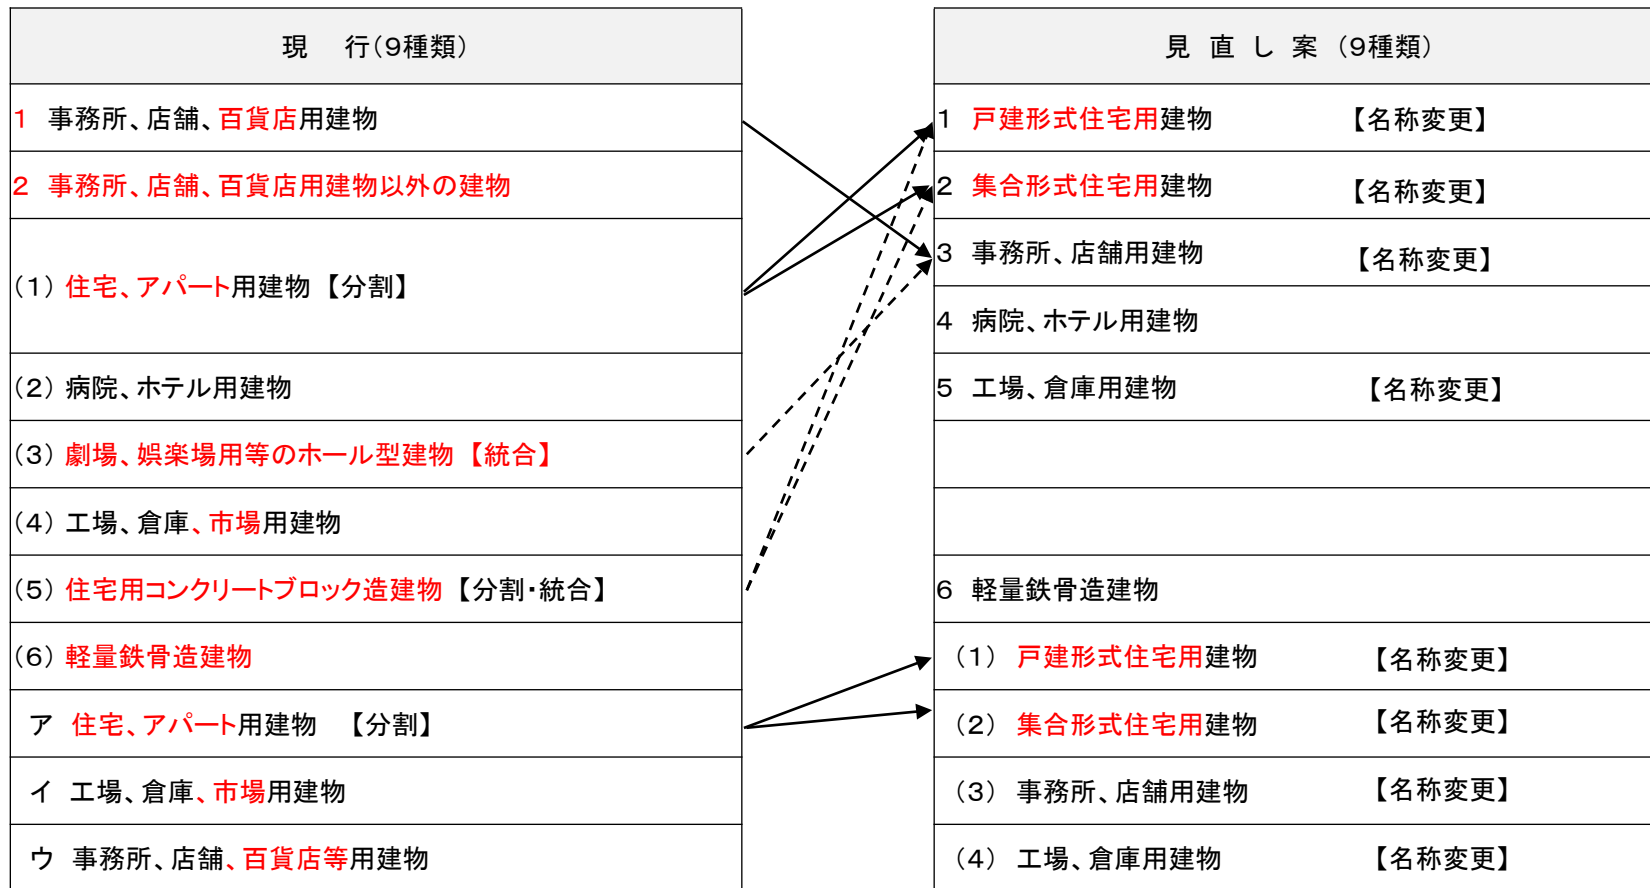 現　行（９種類）
１ 事務所、店舗、百貨店用建物
２ 事務所、店舗、百貨店用建物以外の建物
（１） 住宅、アパート用建物 【分割】
（２） 病院、ホテル用建物
（３） 劇場、娯楽場用等のホール型建物 【統合】
（４） 工場、倉庫、市場用建物
（５） 住宅用コンクリートブロック造建物 【分割・統合】
（６） 軽量鉄骨造建物
ア 住宅、アパート用建物 【分割】
イ 工場、倉庫、市場用建物
ウ 事務所、店舗、百貨店等用建物
見 直 し 案 （９種類）
１ 戸建形式住宅用建物 【名称変更】
２ 集合形式住宅用建物 【名称変更】
３ 事務所、店舗用建物 【名称変更】
４ 病院、ホテル用建物
５ 工場、倉庫用建物 【名称変更】
６ 軽量鉄骨造建物
（１） 戸建形式住宅用建物 【名称変更】
（２） 集合形式住宅用建物 【名称変更】
（３） 事務所、店舗用建物 【名称変更】
（４） 工場、倉庫用建物 【名称変更】